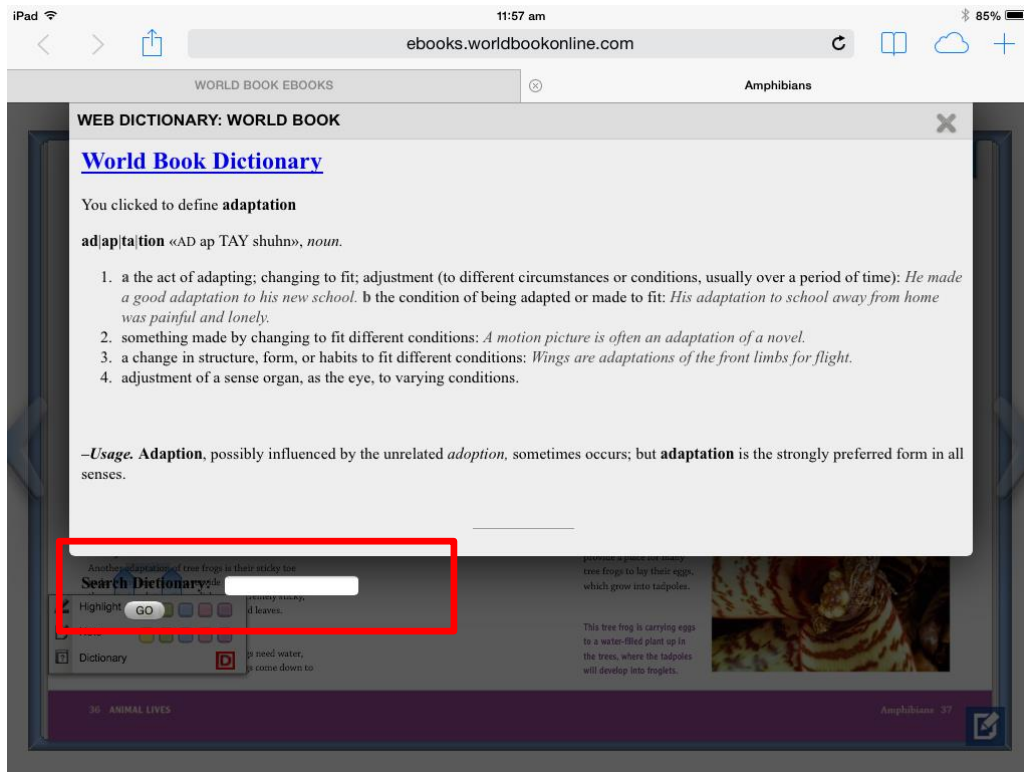 iPad 11:57 am 85%
ebooks.worldbookonline.com
WORLD BOOK EBOOKS Amphibians
WEB DICTIONARY: WORLD BOOK
World Book Dictionary
You clicked to define adaptation
ad|ap|ta|tion «AD ap TAY shuhn», noun.
1. a the act of adapting; changing to fit; adjustment (to different circumstances or conditions, usually over a period of time): He made
a good adaptation to his new school. b the condition of being adapted or made to fit: His adaptation to school away from home
was painful and lonely.
2. something made by changing to fit different conditions: A motion picture is often an adaptation of a novel.
3. a change in structure, form, or habits to fit different conditions: Wings are adaptations of the front limbs for flight.
4. adjustment of a sense organ, as the eye, to varying conditions.
–Usage. Adaption, possibly influenced by the unrelated adoption, sometimes occurs; but adaptation is the strongly preferred form in all
senses.
Another adaptation of tree frogs is their sticky toe
Search Dictionary:
Highlight GO
d leaves.
Dictionary D
need water,
come down to
tree frogs to lay their eggs,
which grow into tadpoles.
This tree frog is carrying eggs
to a water-filled plant up in
the trees, where the tadpoles
will develop into froglets.
36 ANIMAL LIVES
Amphibians 37